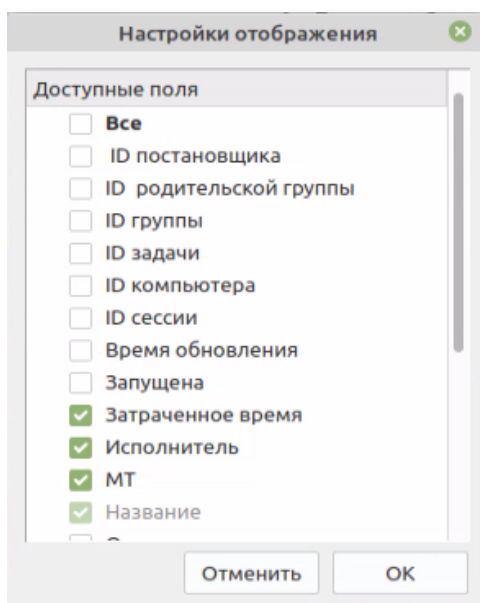 Настройки отображения
Доступные поля
Все
ID постановщика
ID родительской группы
ID группы
ID задачи
ID компьютера
ID сессии
Время обновления
Запущена
Затраченное время
Исполнитель
МТ
Название
Отменить
ОК